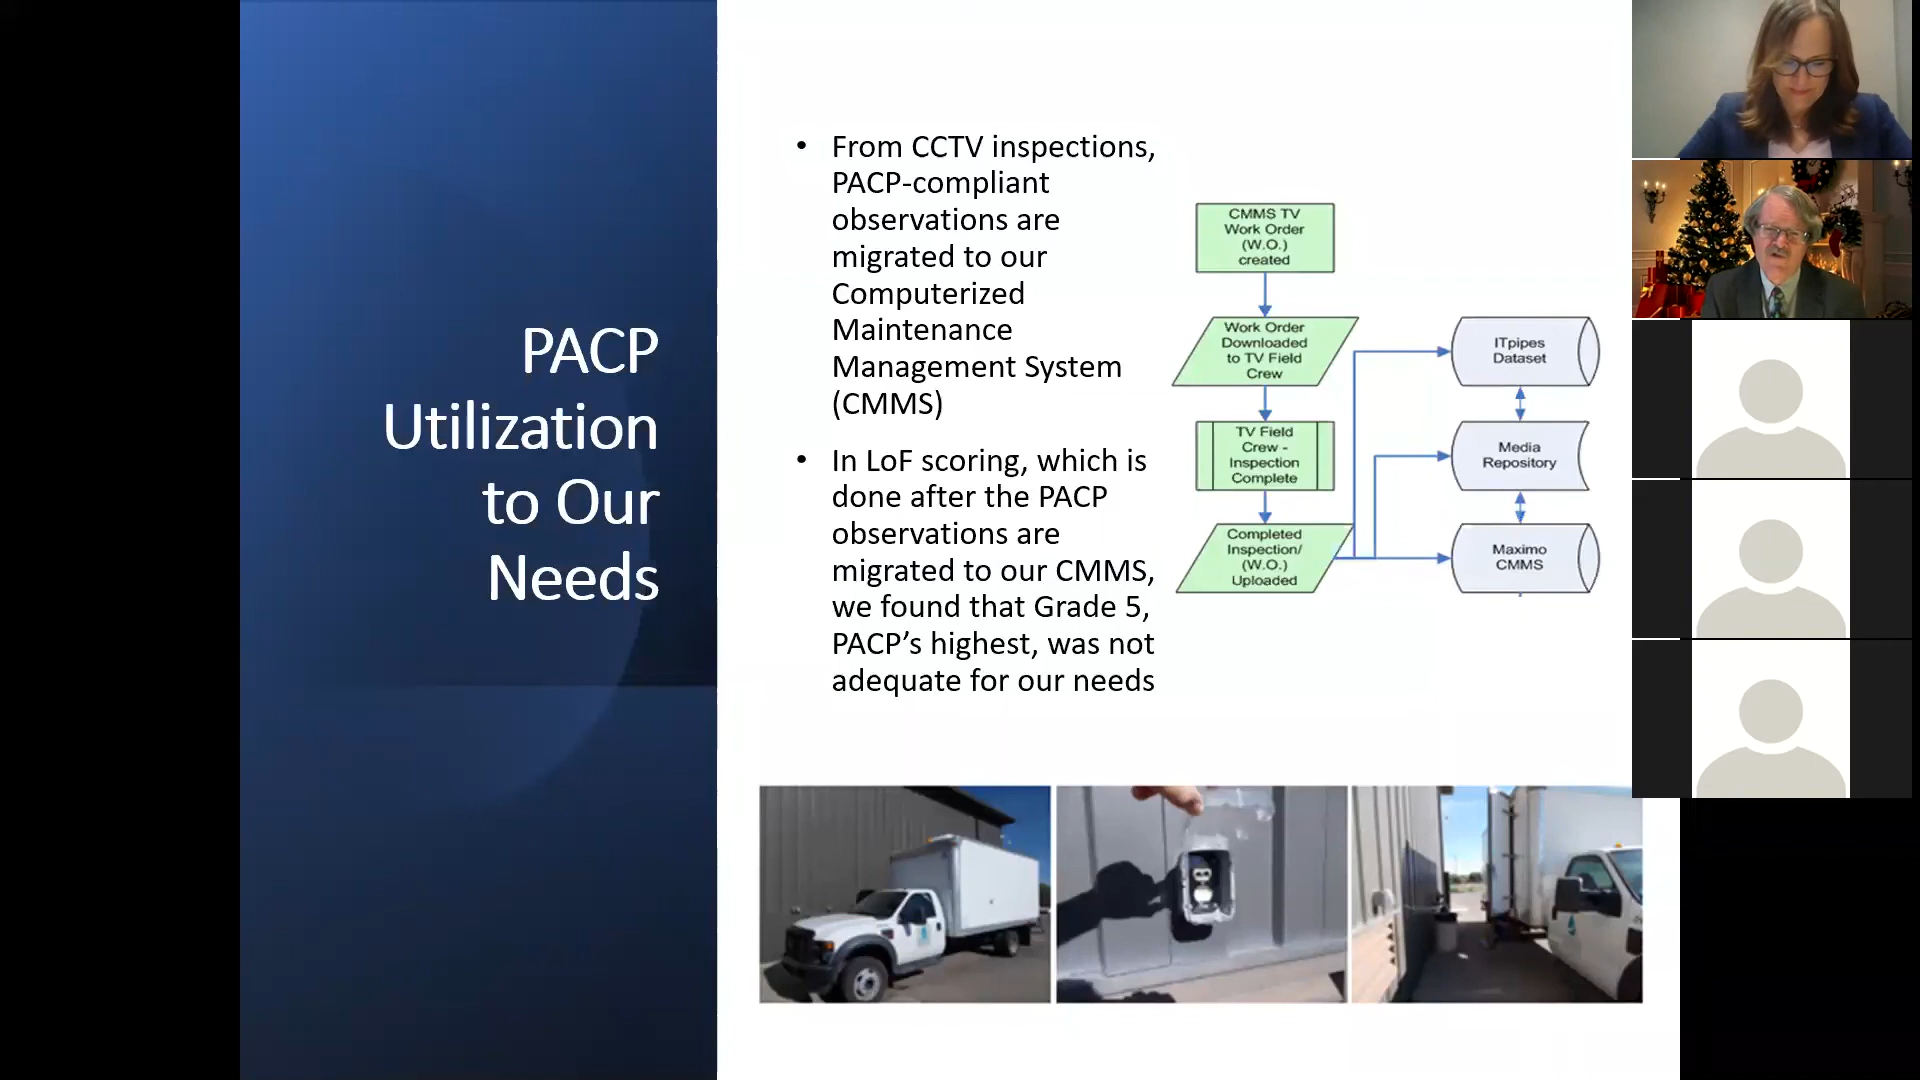 PACP
Utilization
to Our
Needs
• From CCTV inspections,
PACP-compliant
observations are
migrated to our
Computerized
Maintenance
Management System
(CMMS)
• In LoF scoring, which is
done after the PACP
observations are
migrated to our CMMS,
we found that Grade 5,
PACP’s highest, was not
adequate for our needs
CMMS TV
Work Order
(W.O.)
created
Work Order
Downloaded
to TV Field
Crew
TV Field
Crew -
Inspection
Complete
Completed
Inspection/
(W.O.)
Uploaded
ITpipes
Dataset
Media
Repository
Maximo
CMMS